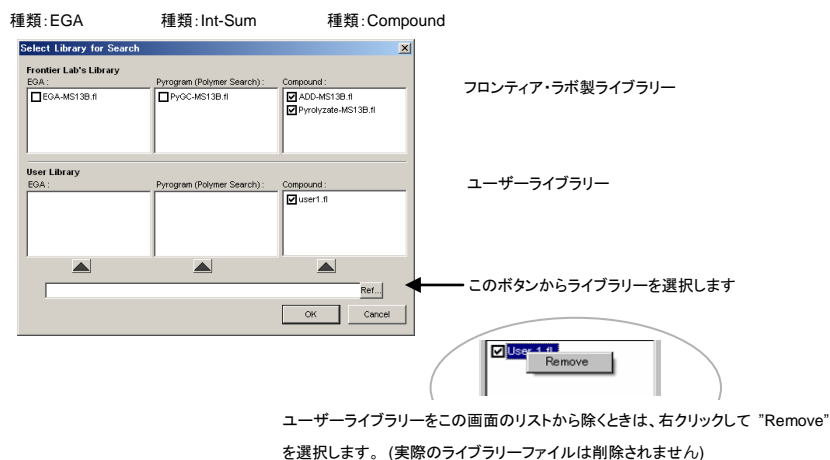 種類:EGA 種類:Int-Sum 種類:Compound
Select Library for Search
Frontier Lab's Library
EGA : Pyrogram (Polymer Search) : Compound :
EGA-MS13B.fl PyGC-MS13B.fl ADD-MS13B.fl
Pyrolyzate-MS13B.fl
フロンティア・ラボ製ライブラリー
User Library
EGA : Pyrogram (Polymer Search) : Compound :
user1.fl
ユーザーライブラリー
Ref...
このボタンからライブラリーを選択します
OK Cancel
User 1.fl
Remove
ユーザーライブラリーをこの画面のリストから除くときは、右クリックして ”Remove”
を選択します。 (実際のライブラリーファイルは削除されません)